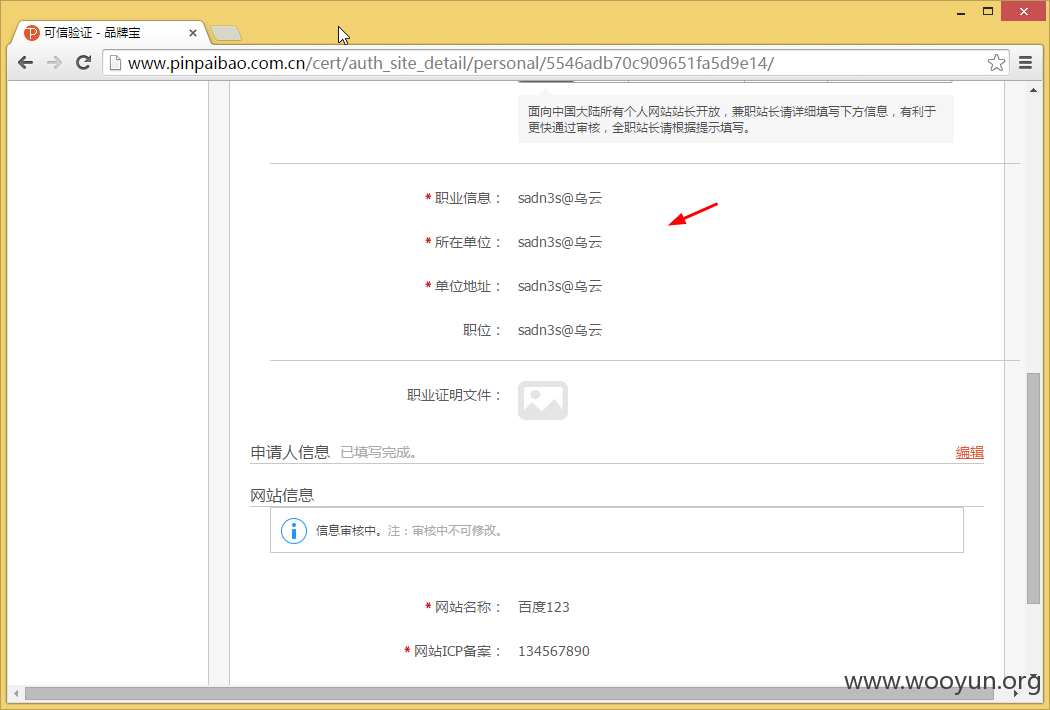 可信验证 - 品牌宝
www.pinpaibao.com.cn/cert/auth_site_detail/personal/5546adb70c909651fa5d9e14/
面向中国大陆所有个人网站站长开放，兼职站长请详细填写下方信息，有利于
更快通过审核，全职站长请根据提示填写。
* 职业信息： sadn3s@乌云
* 所在单位： sadn3s@乌云
* 单位地址： sadn3s@乌云
职位： sadn3s@乌云
职业证明文件：
申请人信息 已填写完成。 编辑
网站信息
信息审核中。注：审核中不可修改。
* 网站名称： 百度123
* 网站ICP备案： 134567890
www.wooyun.org